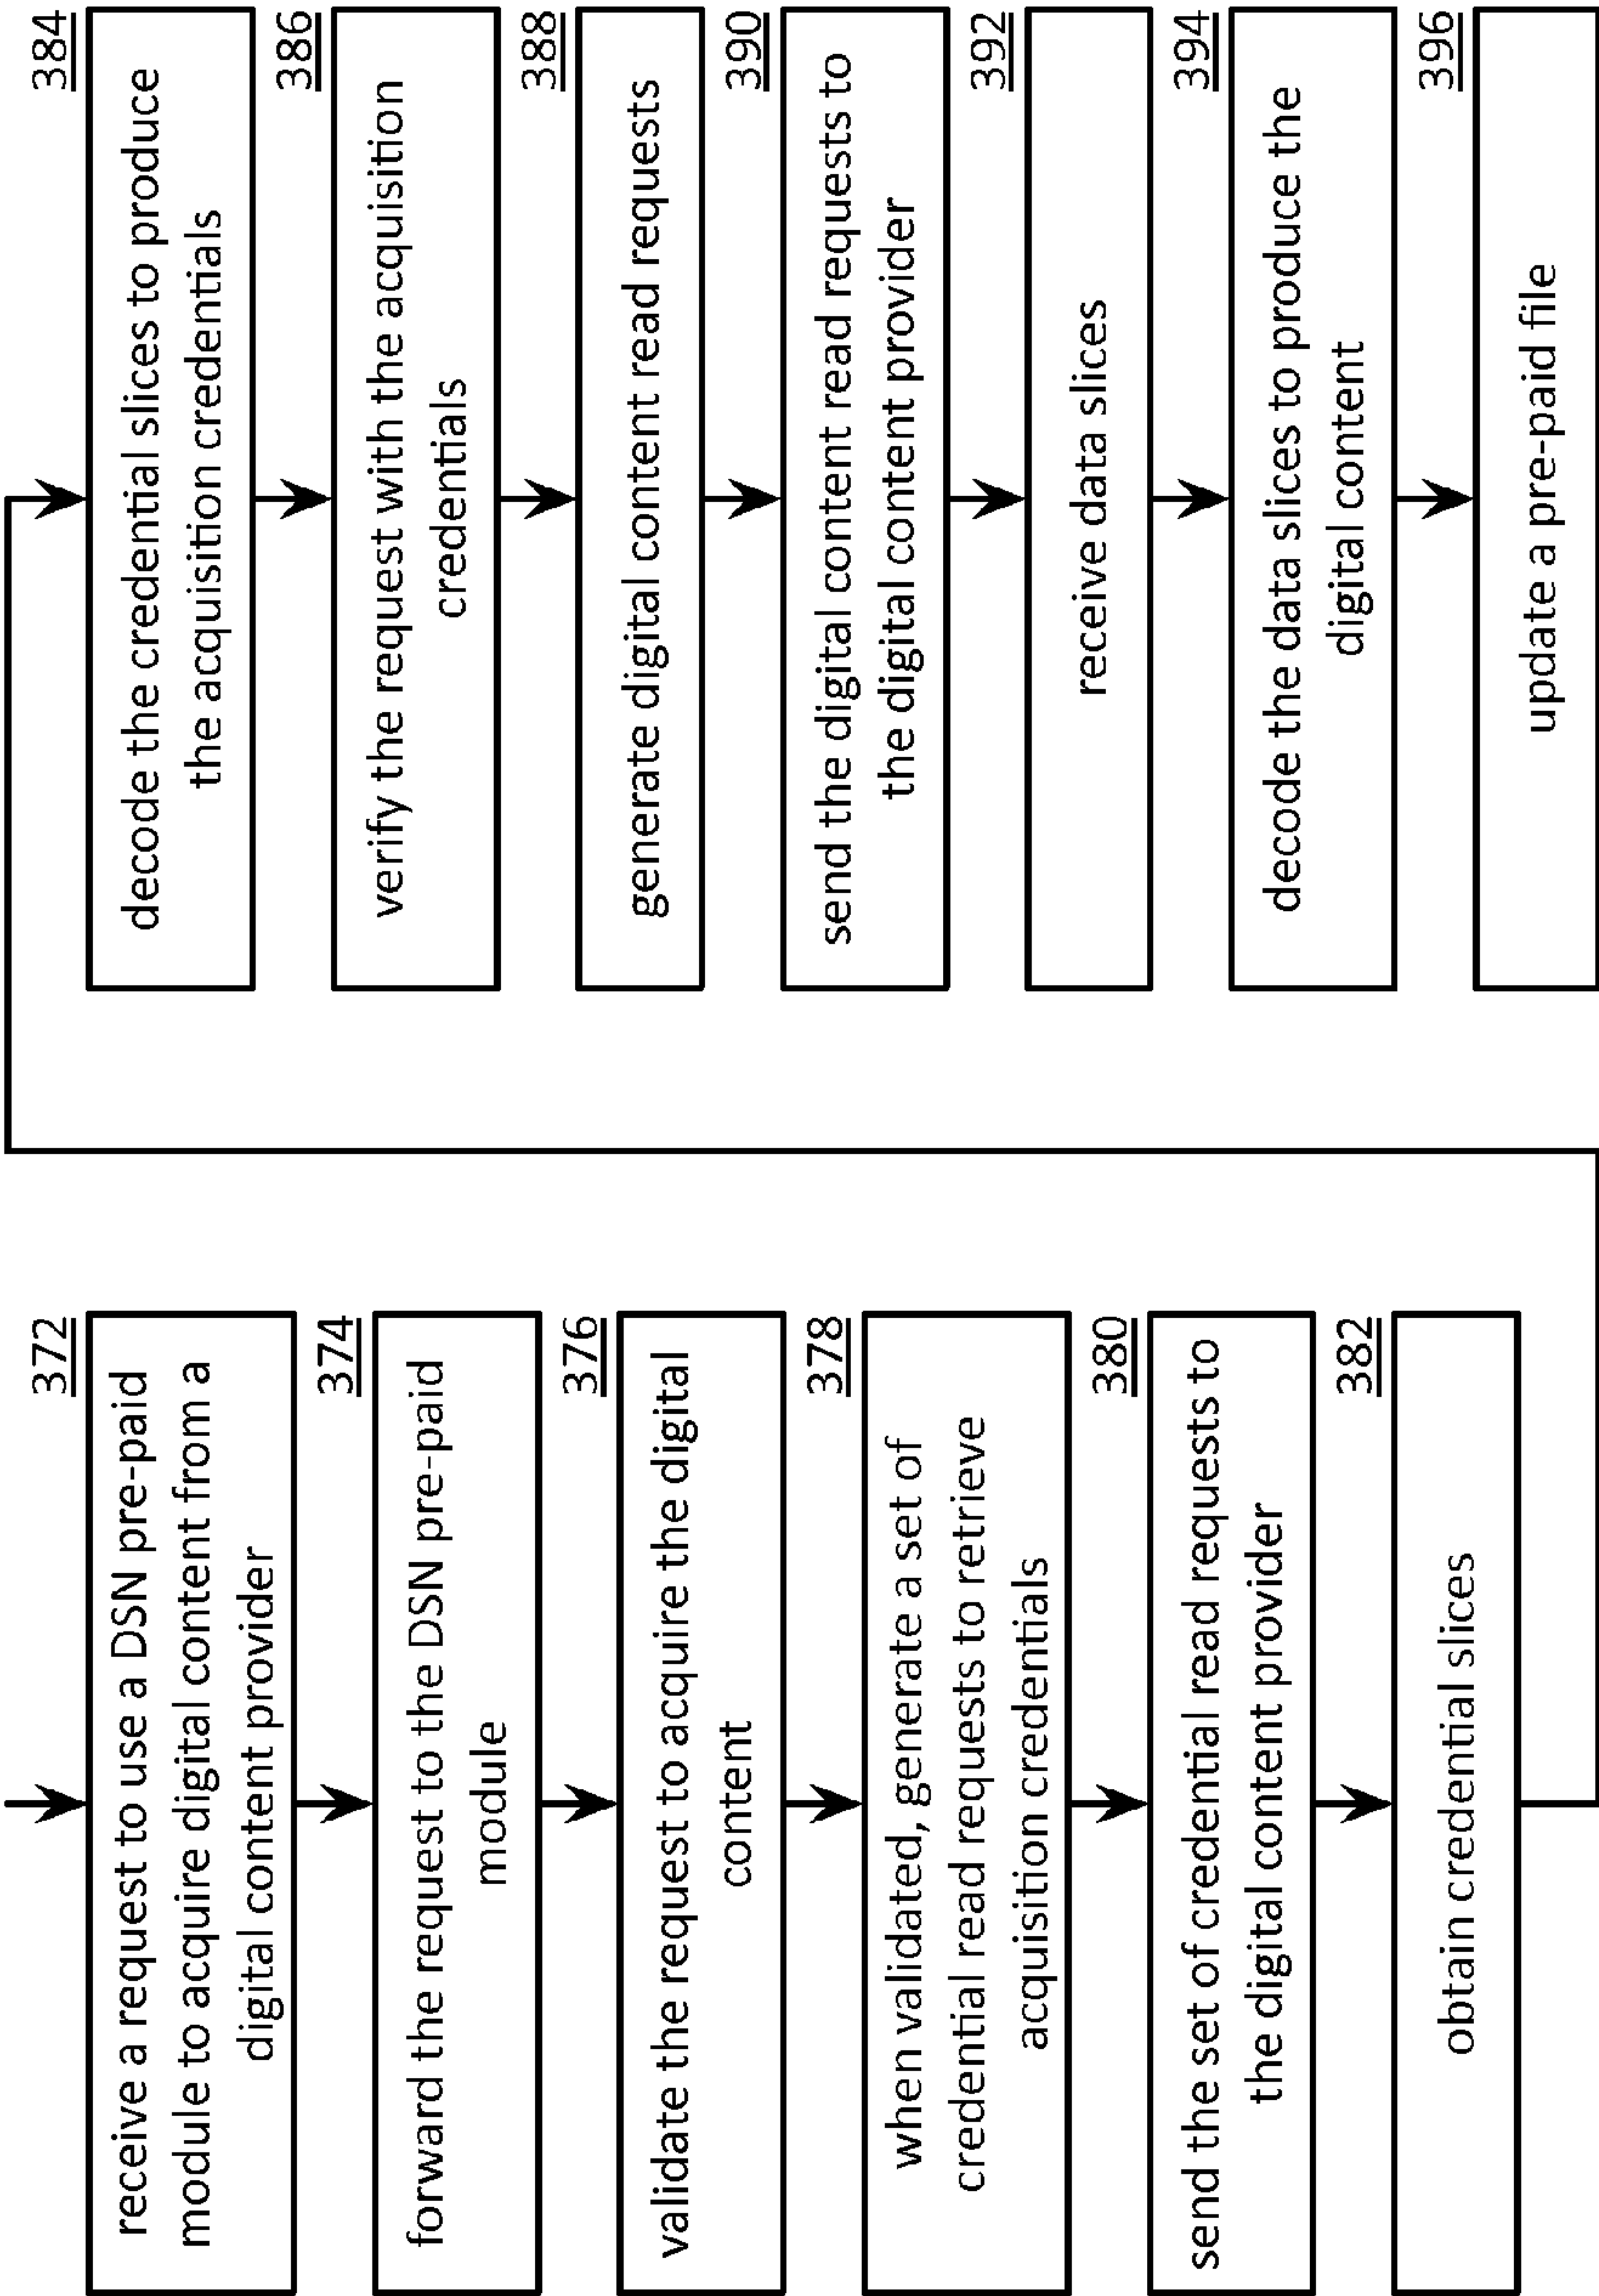 372
receive a request to use a DSN pre-paid
module to acquire digital content from a
digital content provider
374
forward the request to the DSN pre-paid
module
376
validate the request to acquire the digital
content
378
when validated, generate a set of
credential read requests to retrieve
acquisition credentials
380
send the set of credential read requests to
the digital content provider
382
obtain credential slices
384
decode the credential slices to produce
the acquisition credentials
386
verify the request with the acquisition
credentials
388
generate digital content read requests
390
send the digital content read requests to
the digital content provider
392
receive data slices
394
decode the data slices to produce the
digital content
396
update a pre-paid file